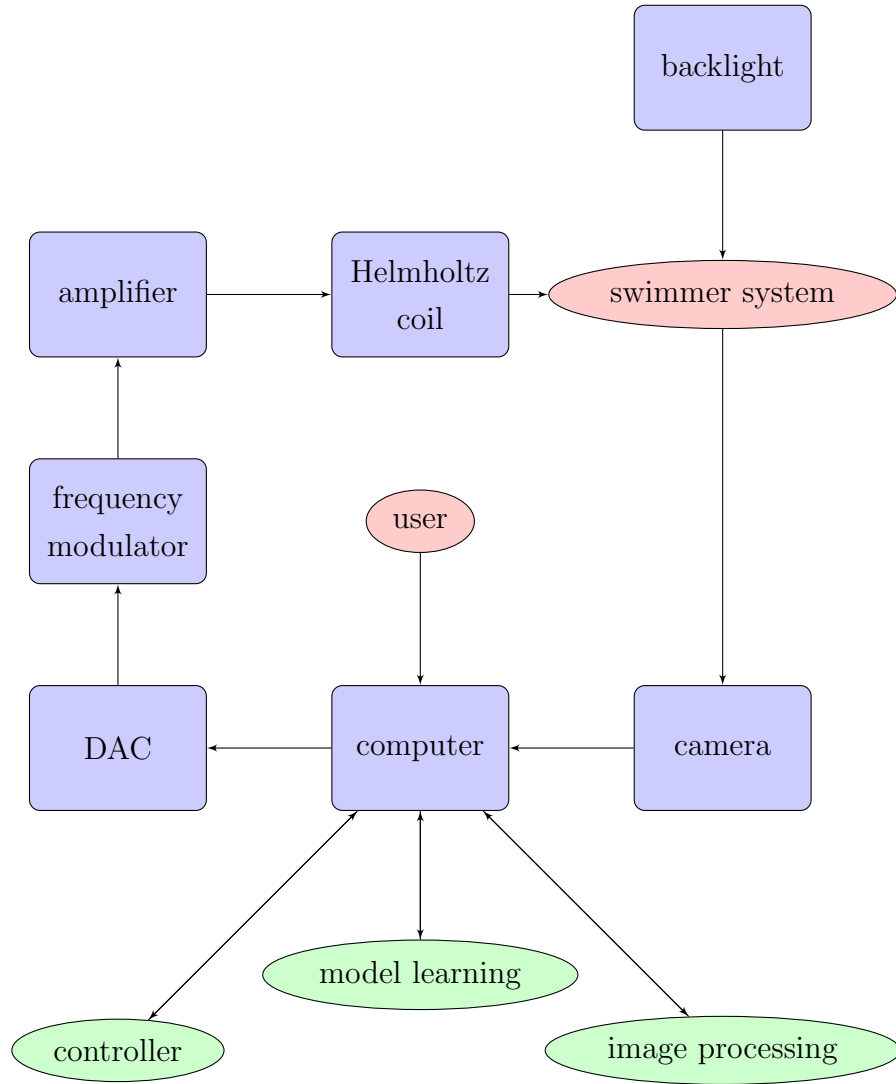 backlight
amplifier
Helmholtz
coil
swimmer system
frequency
modulator
user
DAC
computer
camera
model learning
controller
image processing